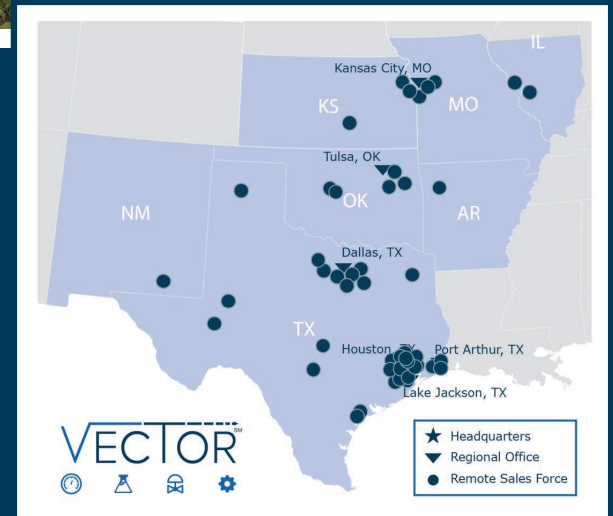 IL
Kansas City, MO
KS
MO
Tulsa, OK
OK
NM
AR
Dallas, TX
TX
Houston, TX
Port Arthur, TX
Lake Jackson, TX
VECTOR
SM
Headquarters
Regional Office
Remote Sales Force